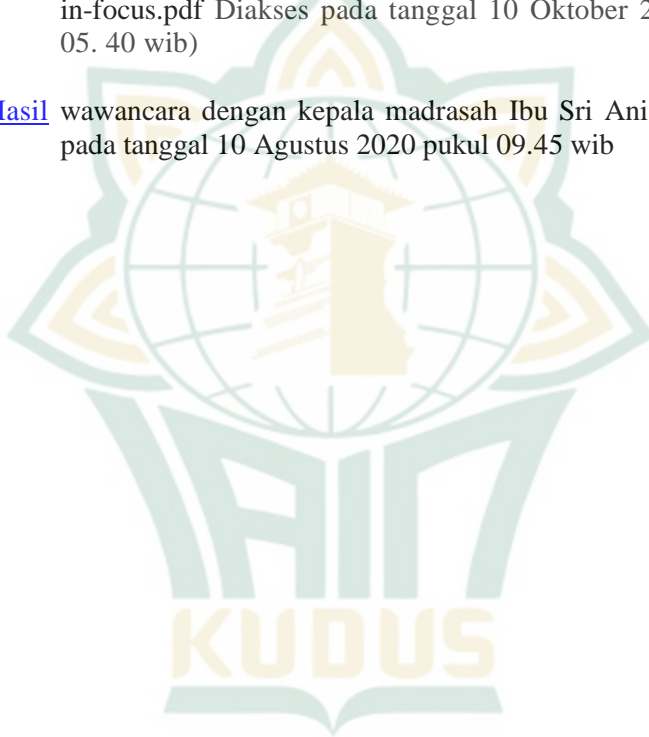 in-focus.pdf Diakses pada tanggal 10 Oktober 2
05. 40 wib)
Hasil wawancara dengan kepala madrasah Ibu Sri Ani
pada tanggal 10 Agustus 2020 pukul 09.45 wib
IAIN
KUDUS